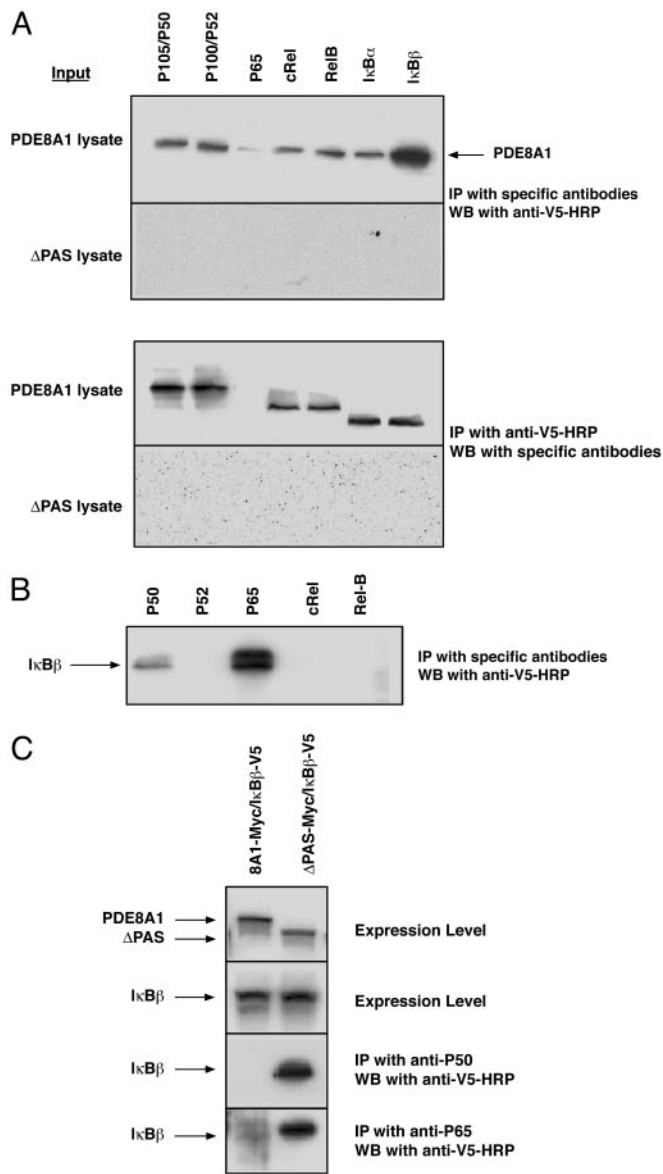 A
Input
P105/P50
P100/P52
P65
cRel
RelB
IκBα
IκBβ
PDE8A1 lysate
PDE8A1
IP with specific antibodies
WB with anti-V5-HRP
ΔPAS lysate
PDE8A1 lysate
IP with anti-V5-HRP
WB with specific antibodies
ΔPAS lysate
B
P50
P52
P65
cRel
Rel-B
IκBβ
IP with specific antibodies
WB with anti-V5-HRP
C
8A1-Myc/IκBβ-V5
ΔPAS-Myc/IκBβ-V5
PDE8A1
ΔPAS
Expression Level
IκBβ
Expression Level
IκBβ
IP with anti-P50
WB with anti-V5-HRP
IκBβ
IP with anti-P65
WB with anti-V5-HRP